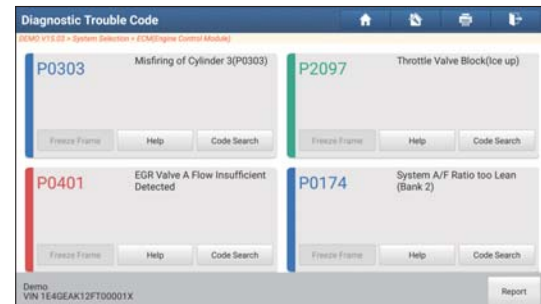 Diagnostic Trouble Code
DEMO V15.03 > System Selection > ECM(Engine Control Module)
P0303
Misfiring of Cylinder 3(P0303)
Freeze Frame
Help
Code Search
P2097
Throttle Valve Block(Ice up)
Freeze Frame
Help
Code Search
P0401
EGR Valve A Flow Insufficient
Detected
Freeze Frame
Help
Code Search
P0174
System A/F Ratio too Lean
(Bank 2)
Freeze Frame
Help
Code Search
Demo
VIN 1E4GEAK12FT00001X
Report